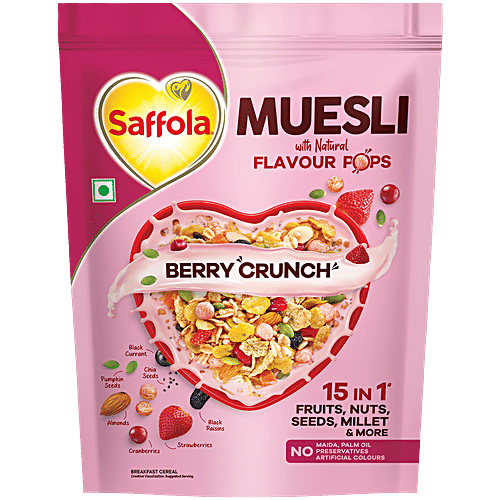 Saffola
MUESLI
with Natural
FLAVOUR POPS
BERRY CRUNCH
Black
Currant
Chia
Seeds
Pumpkin
Seeds
Almonds
Black
Raisins
Strawberries
Cranberries
15 IN 1#
FRUITS, NUTS,
SEEDS, MILLET
& MORE
NO
MAIDA, PALM OIL
PRESERVATIVES
ARTIFICIAL COLOURS
BREAKFAST CEREAL
Creative Visualization. Suggested Serving.